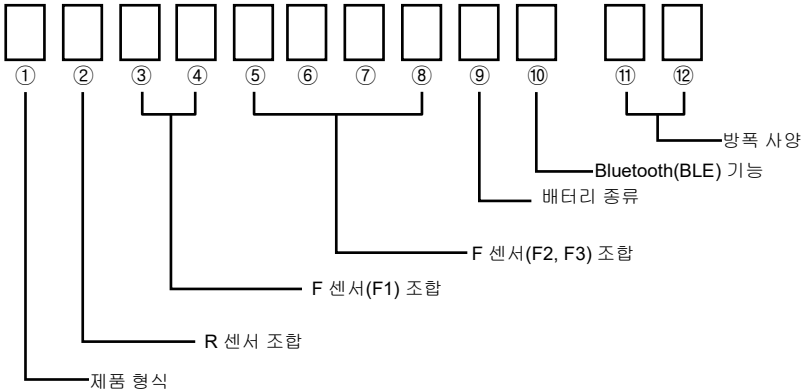 ① ② ③ ④ ⑤ ⑥ ⑦ ⑧ ⑨ ⑩ ⑪ ⑫
방폭 사양
Bluetooth(BLE) 기능
배터리 종류
F 센서(F2, F3) 조합
F 센서(F1) 조합
R 센서 조합
제품 형식